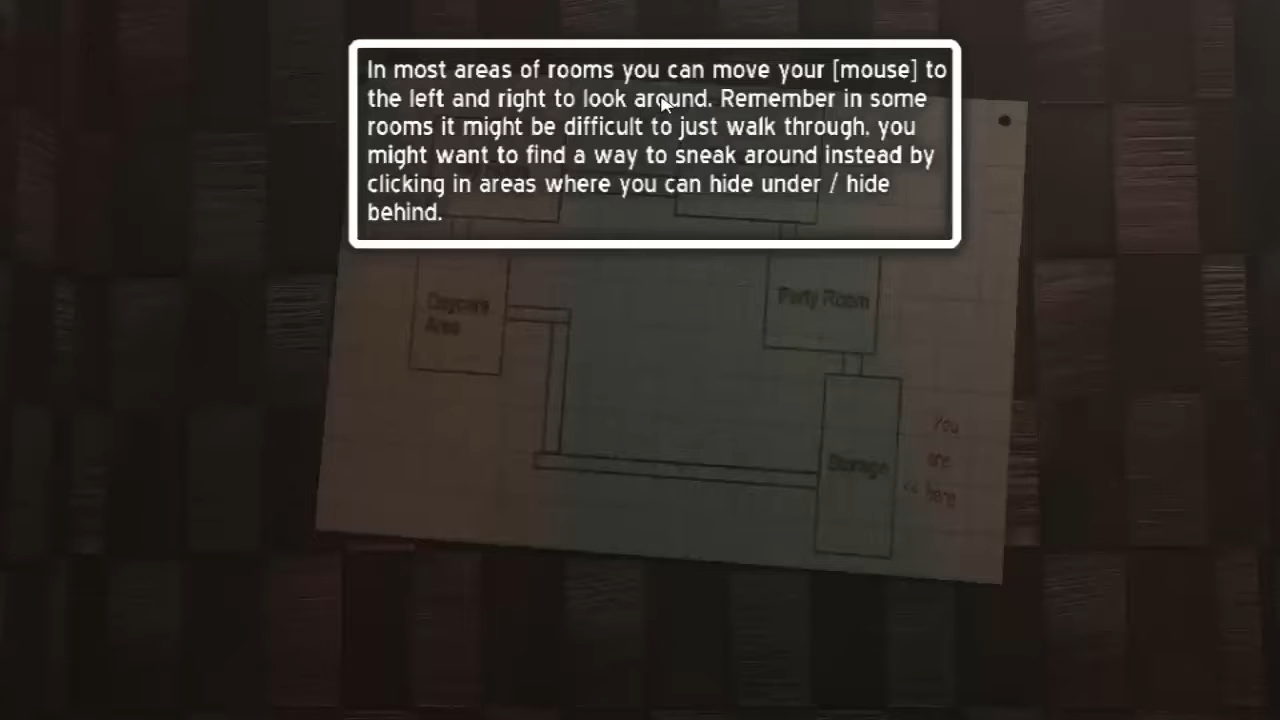 In most areas of rooms you can move your [mouse] to
the left and right to look around. Remember in some
rooms it might be difficult to just walk through, you
might want to find a way to sneak around instead by
clicking in areas where you can hide under / hide
behind.
Daycare
Area
Party Room
Storage
You
are
<< here